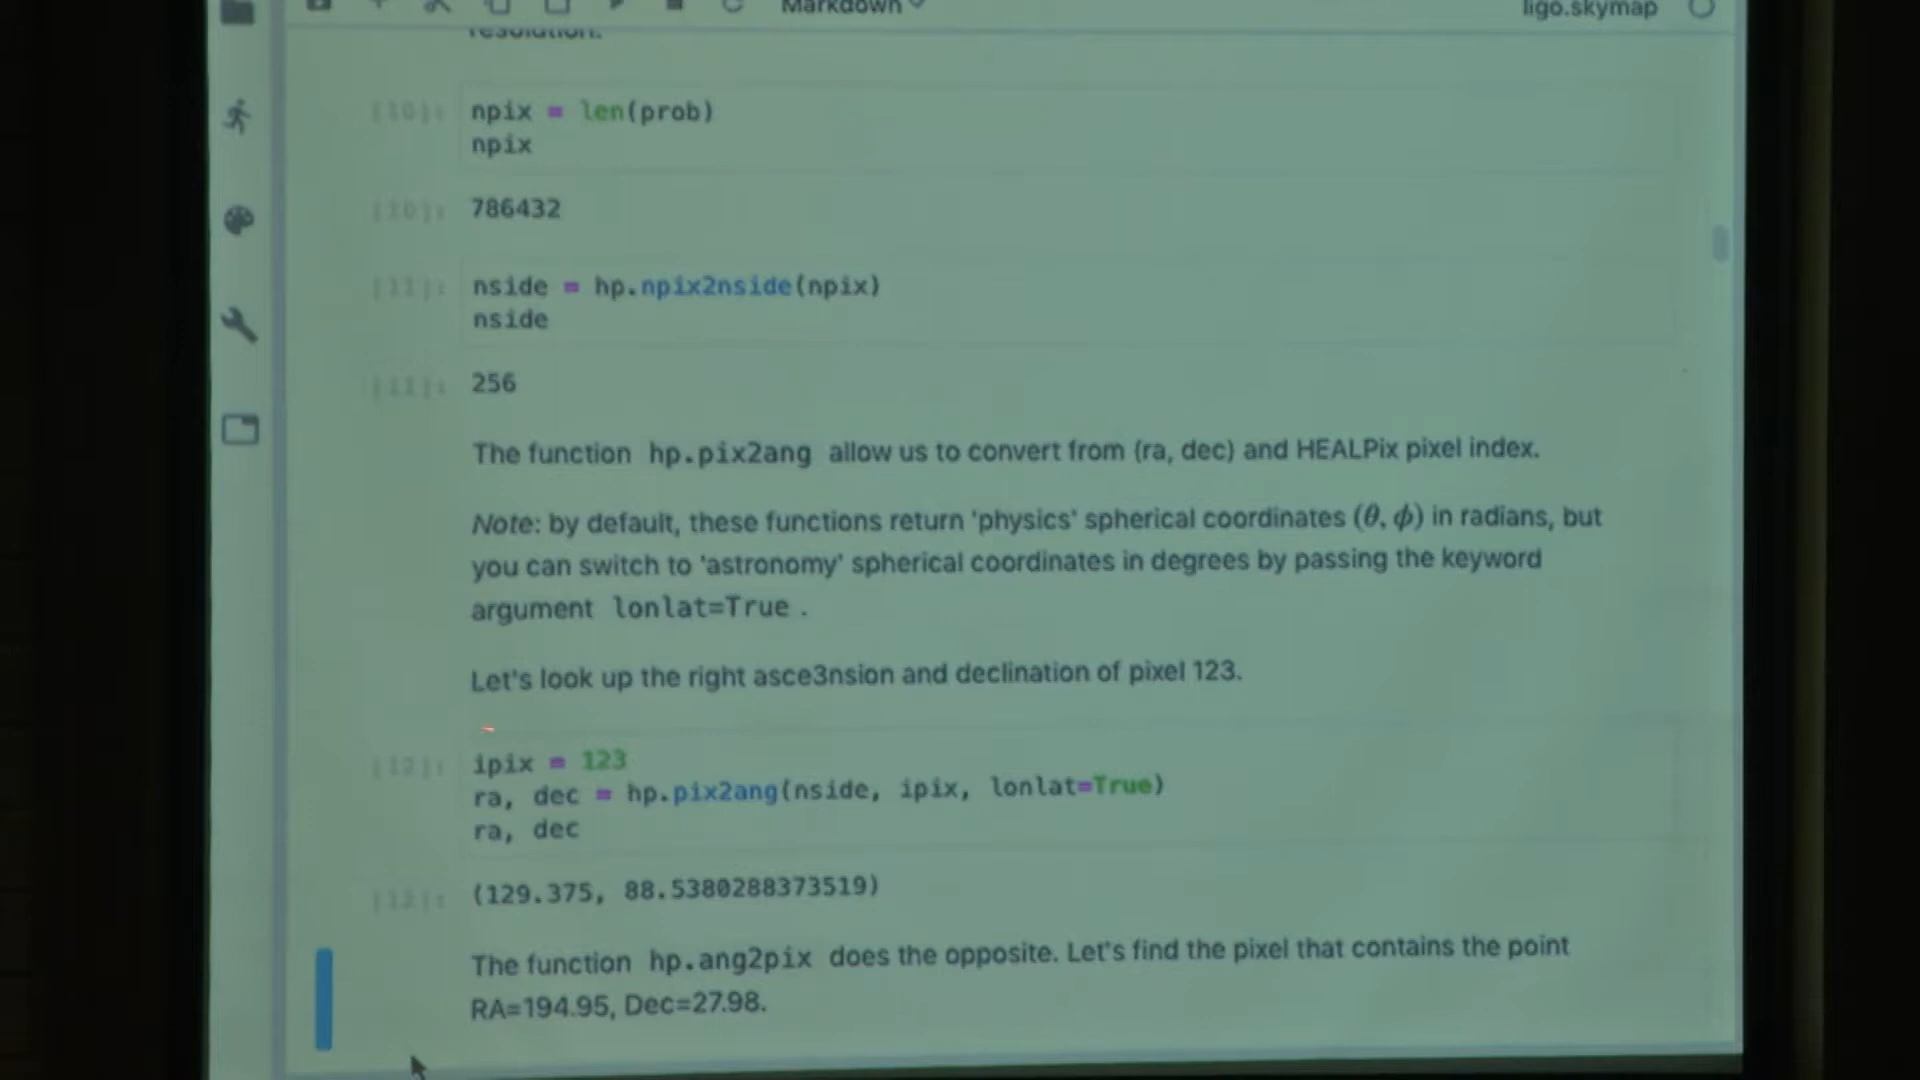 Markdown
ligo.skymap
resolution.
[10]: npix = len(prob)
npix
[10]: 786432
[11]: nside = hp.npix2nside(npix)
nside
[11]: 256
The function hp.pix2ang allow us to convert from (ra, dec) and HEALPix pixel index.
Note: by default, these functions return 'physics' spherical coordinates (θ, ϕ) in radians, but
you can switch to 'astronomy' spherical coordinates in degrees by passing the keyword
argument lonlat=True .
Let's look up the right asce3nsion and declination of pixel 123.
[12]: ipix = 123
ra, dec = hp.pix2ang(nside, ipix, lonlat=True)
ra, dec
[12]: (129.375, 88.5380288373519)
The function hp.ang2pix does the opposite. Let's find the pixel that contains the point
RA=194.95, Dec=27.98.